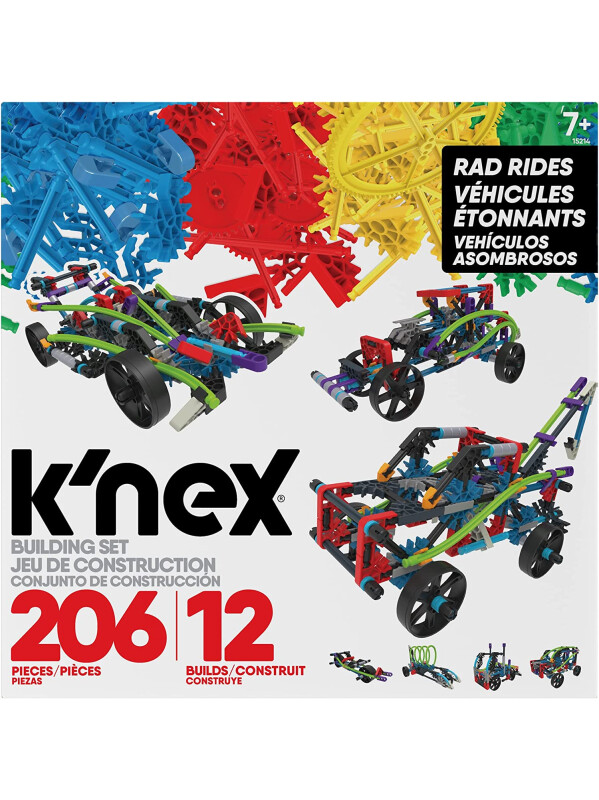 7+
15214
RAD RIDES
VÉHICULES
ÉTONNANTS
VEHÍCULOS
ASOMBROSOS
k'nex®
BUILDING SET
JEU DE CONSTRUCTION
CONJUNTO DE CONSTRUCCIÓN
206
PIECES/PIÈCES
PIEZAS
12
BUILDS/CONSTRUIT
CONSTRUYE